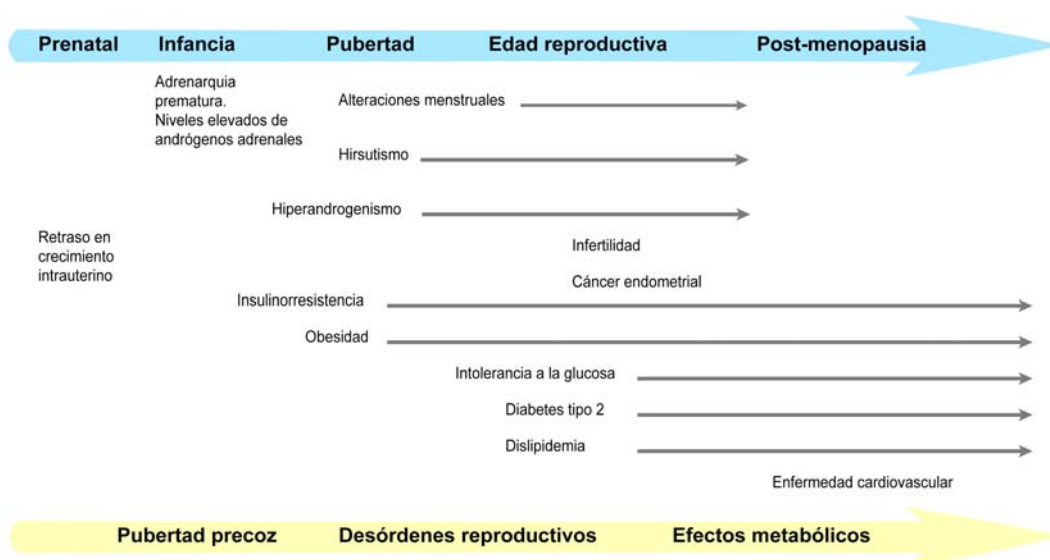 Prenatal Infancia Pubertad Edad reproductiva Post-menopausia
Adrenarquia
prematura.
Niveles elevados de
andrógenos adrenales
Alteraciones menstruales
Hirsutismo
Hiperandrogenismo
Retraso en
crecimiento
intrauterino
Infertilidad
Cáncer endometrial
Insulinorresistencia
Obesidad
Intolerancia a la glucosa
Diabetes tipo 2
Dislipidemia
Enfermedad cardiovascular
Pubertad precoz Desórdenes reproductivos Efectos metabólicos